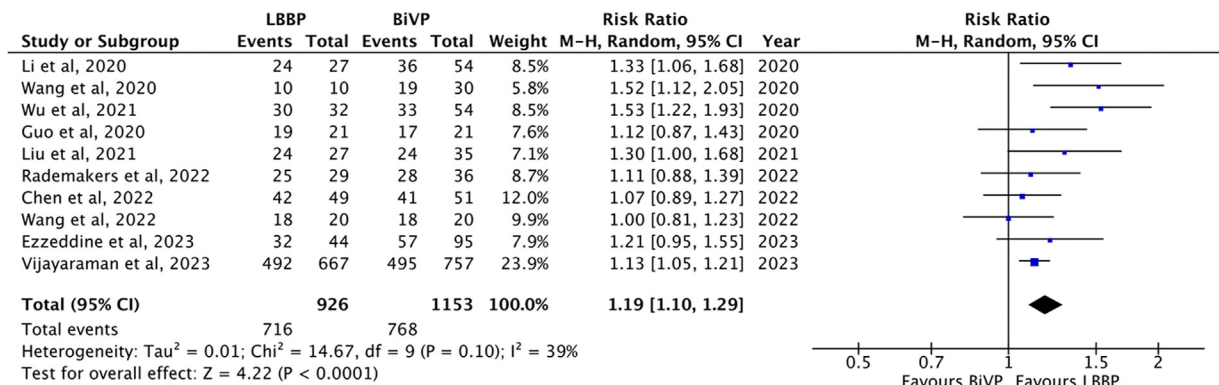 LBBP BiVP Risk Ratio Risk Ratio
Study or Subgroup Events Total Events Total Weight M-H, Random, 95% CI Year M-H, Random, 95% CI
Li et al, 2020 24 27 36 54 8.5% 1.33 [1.06, 1.68] 2020
Wang et al, 2020 10 10 19 30 5.8% 1.52 [1.12, 2.05] 2020
Wu et al, 2021 30 32 33 54 8.5% 1.53 [1.22, 1.93] 2020
Guo et al, 2020 19 21 17 21 7.6% 1.12 [0.87, 1.43] 2020
Liu et al, 2021 24 27 24 35 7.1% 1.30 [1.00, 1.68] 2021
Rademakers et al, 2022 25 29 28 36 8.7% 1.11 [0.88, 1.39] 2022
Chen et al, 2022 42 49 41 51 12.0% 1.07 [0.89, 1.27] 2022
Wang et al, 2022 18 20 18 20 9.9% 1.00 [0.81, 1.23] 2022
Ezzeddine et al, 2023 32 44 57 95 7.9% 1.21 [0.95, 1.55] 2023
Vijayaraman et al, 2023 492 667 495 757 23.9% 1.13 [1.05, 1.21] 2023
Total (95% CI) 926 1153 100.0% 1.19 [1.10, 1.29]
Total events 716 768
Heterogeneity: Tau² = 0.01; Chi² = 14.67, df = 9 (P = 0.10); I² = 39%
Test for overall effect: Z = 4.22 (P < 0.0001)
0.5 0.7 1 1.5 2
Favours BiVP Favours LBBP